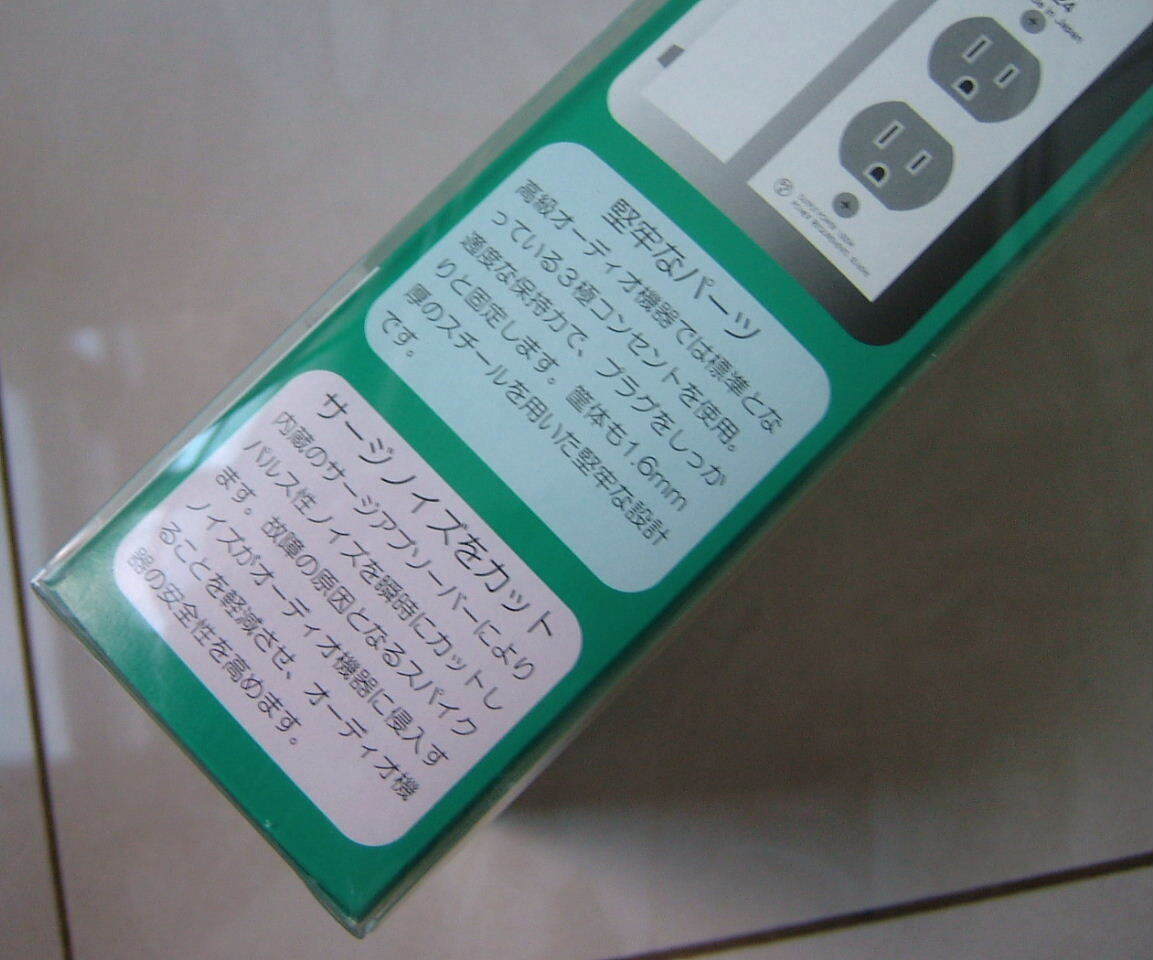 24
Made in Japan
堅牢なパーツ
高級オーディオ機器では標準とな
っている3極コンセントを使用。
適度な保持力で、プラグをしっか
りと固定します。筐体も1.6mm
厚のスチールを用いた堅牢な設計
です。
サージノイズをカット
内蔵のサージアブソーバーにより
パルス性ノイズを瞬時にカットし
ます。故障の原因となるスパイク
ノイズがオーディオ機器に侵入す
ることを軽減させ、オーディオ機
器の安全性を高めます。